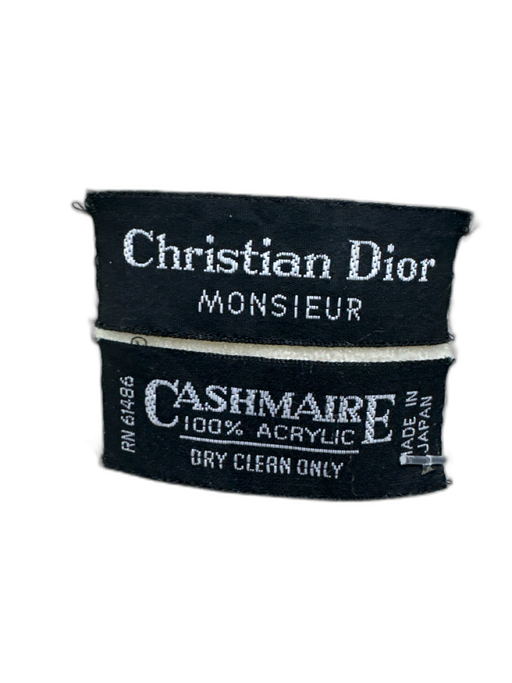 Christian Dior
MONSIEUR
RN 61486
CASHMAIRE
100% ACRYLIC
DRY CLEAN ONLY
MADE IN
JAPAN